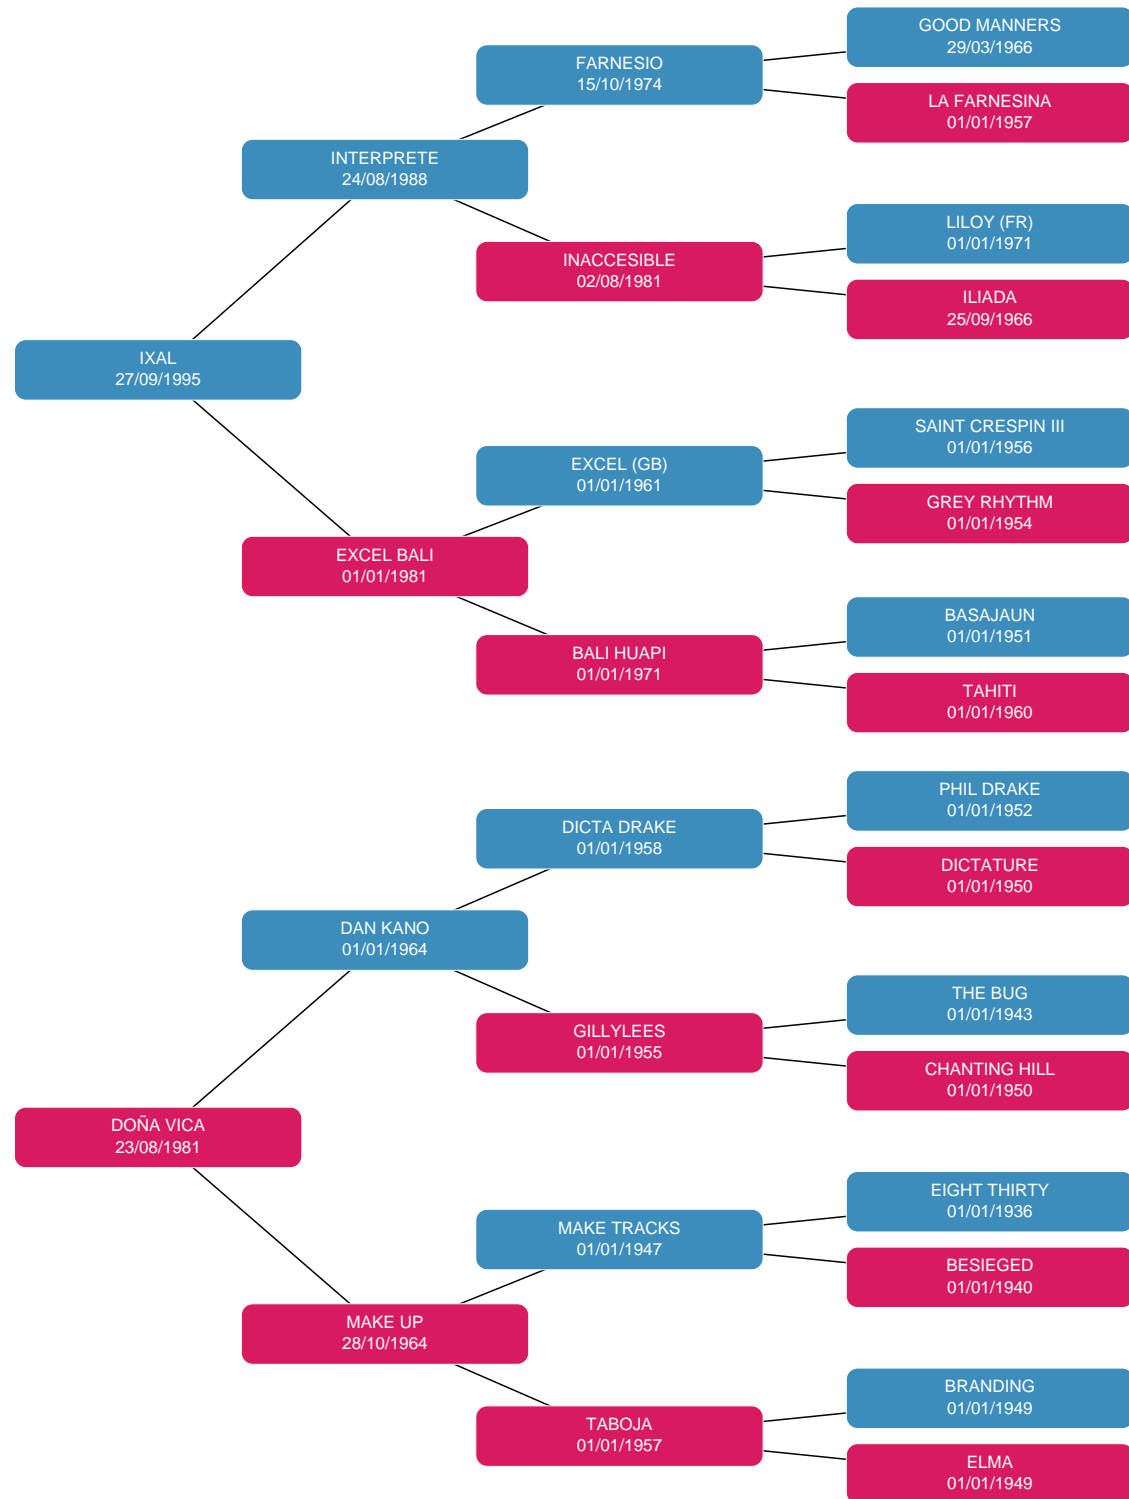 GOOD MANNERS
29/03/1966
FARNESIO
15/10/1974
LA FARNESINA
01/01/1957
INTERPRETE
24/08/1988
LILOY (FR)
01/01/1971
INACCESIBLE
02/08/1981
ILIADA
25/09/1966
IXAL
27/09/1995
SAINT CRESPIN III
01/01/1956
EXCEL (GB)
01/01/1961
GREY RHYTHM
01/01/1954
EXCEL BALI
01/01/1981
BASAJAUN
01/01/1951
BALI HUAPI
01/01/1971
TAHITI
01/01/1960
PHIL DRAKE
01/01/1952
DICTA DRAKE
01/01/1958
DICTATURE
01/01/1950
DAN KANO
01/01/1964
THE BUG
01/01/1943
GILLYLEES
01/01/1955
CHANTING HILL
01/01/1950
DOÑA VICA
23/08/1981
EIGHT THIRTY
01/01/1936
MAKE TRACKS
01/01/1947
BESIEGED
01/01/1940
MAKE UP
28/10/1964
BRANDING
01/01/1949
TABOJA
01/01/1957
ELMA
01/01/1949